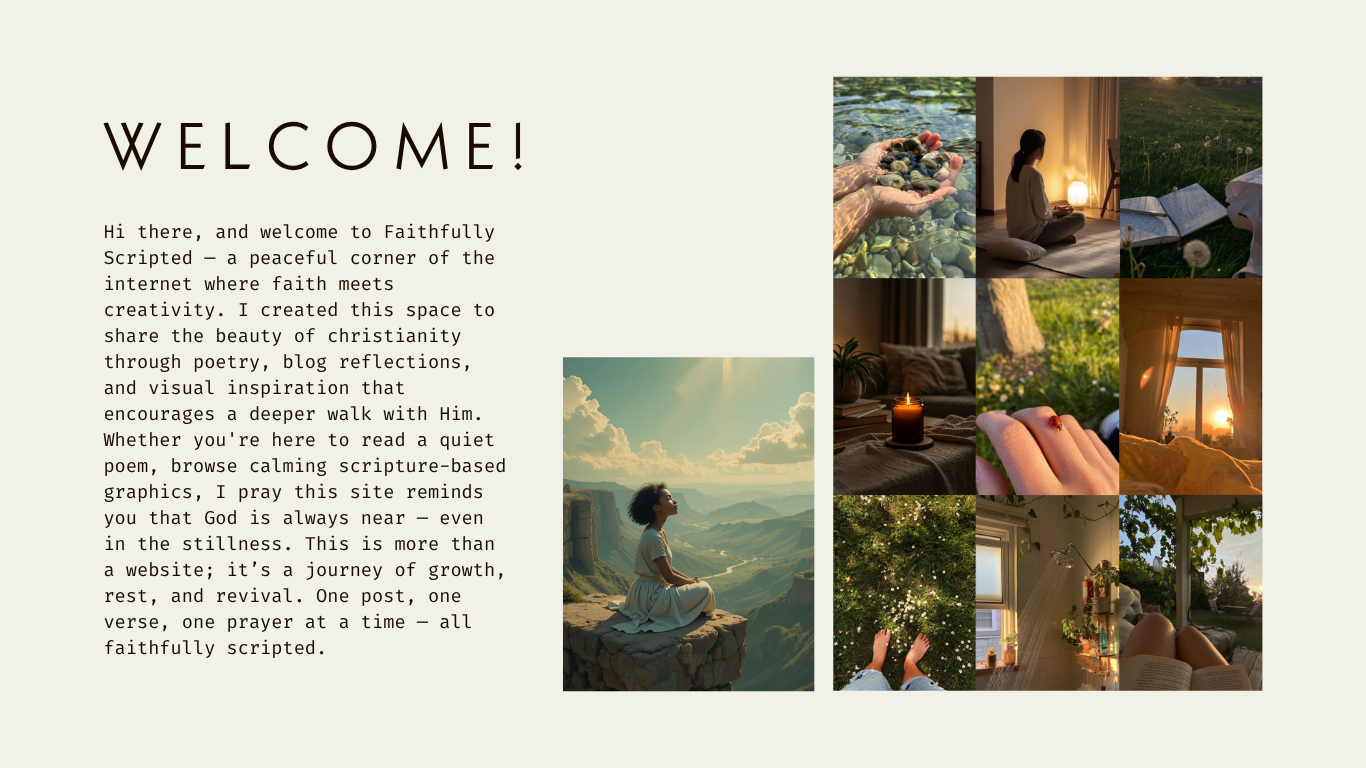 WELCOME!
Hi there, and welcome to Faithfully
Scripted — a peaceful corner of the
internet where faith meets
creativity. I created this space to
share the beauty of christianity
through poetry, blog reflections,
and visual inspiration that
encourages a deeper walk with Him.
Whether you're here to read a quiet
poem, browse calming scripture-based
graphics, I pray this site reminds
you that God is always near — even
in the stillness. This is more than
a website; it’s a journey of growth,
rest, and revival. One post, one
verse, one prayer at a time — all
faithfully scripted.